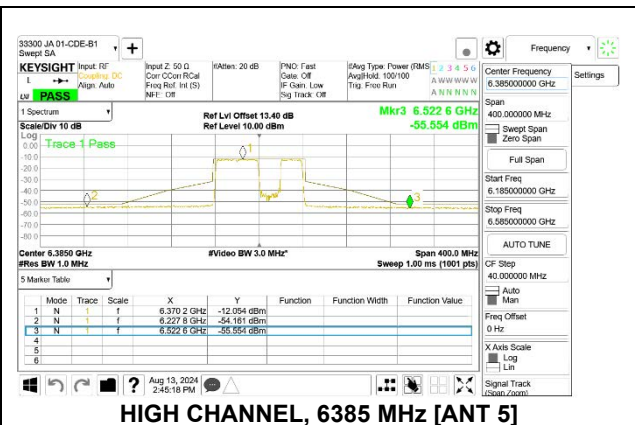 33300 JA 01-CDE-B1
Swept SA
Frequency
KEYSIGHT Input: RF Input Z: 50 Ω #Atten: 20 dB PNO: Fast #Avg Type: Power (RMS 1 2 3 4 5 6
L Coupling: DC Corr CCorr RCal Gate: Off Avg|Hold: 100/100 A W W W W W
Align: Auto Freq Ref: Int (S) IF Gain: Low Trig: Free Run
LXI PASS NFE: Off Sig Track: Off A N N N N N
1 Spectrum Ref Lvl Offset 13.40 dB Mkr3 6.522 6 GHz
Scale/Div 10 dB Ref Level 10.00 dBm -55.554 dBm
Log
Trace 1 Pass
0.00
-10.0
-20.0
-30.0
-40.0
-50.0
-60.0
-70.0
-80.0
1
2
3
Center 6.3850 GHz #Video BW 3.0 MHz* Span 400.0 MHz
#Res BW 1.0 MHz Sweep 1.00 ms (1001 pts)
5 Marker Table
Mode Trace Scale X Y Function Function Width Function Value
1 N 1 f 6.370 2 GHz -12.054 dBm
2 N 1 f 6.227 8 GHz -54.161 dBm
3 N 1 f 6.522 6 GHz -55.554 dBm
4
5
6
Aug 13, 2024
2:45:18 PM
Center Frequency
6.385000000 GHz
Settings
Span
400.000000 MHz
Swept Span
Zero Span
Full Span
Start Freq
6.185000000 GHz
Stop Freq
6.585000000 GHz
AUTO TUNE
CF Step
40.000000 MHz
Auto
Man
Freq Offset
0 Hz
X Axis Scale
Log
Lin
Signal Track
(Span Zoom)
HIGH CHANNEL, 6385 MHz [ANT 5]